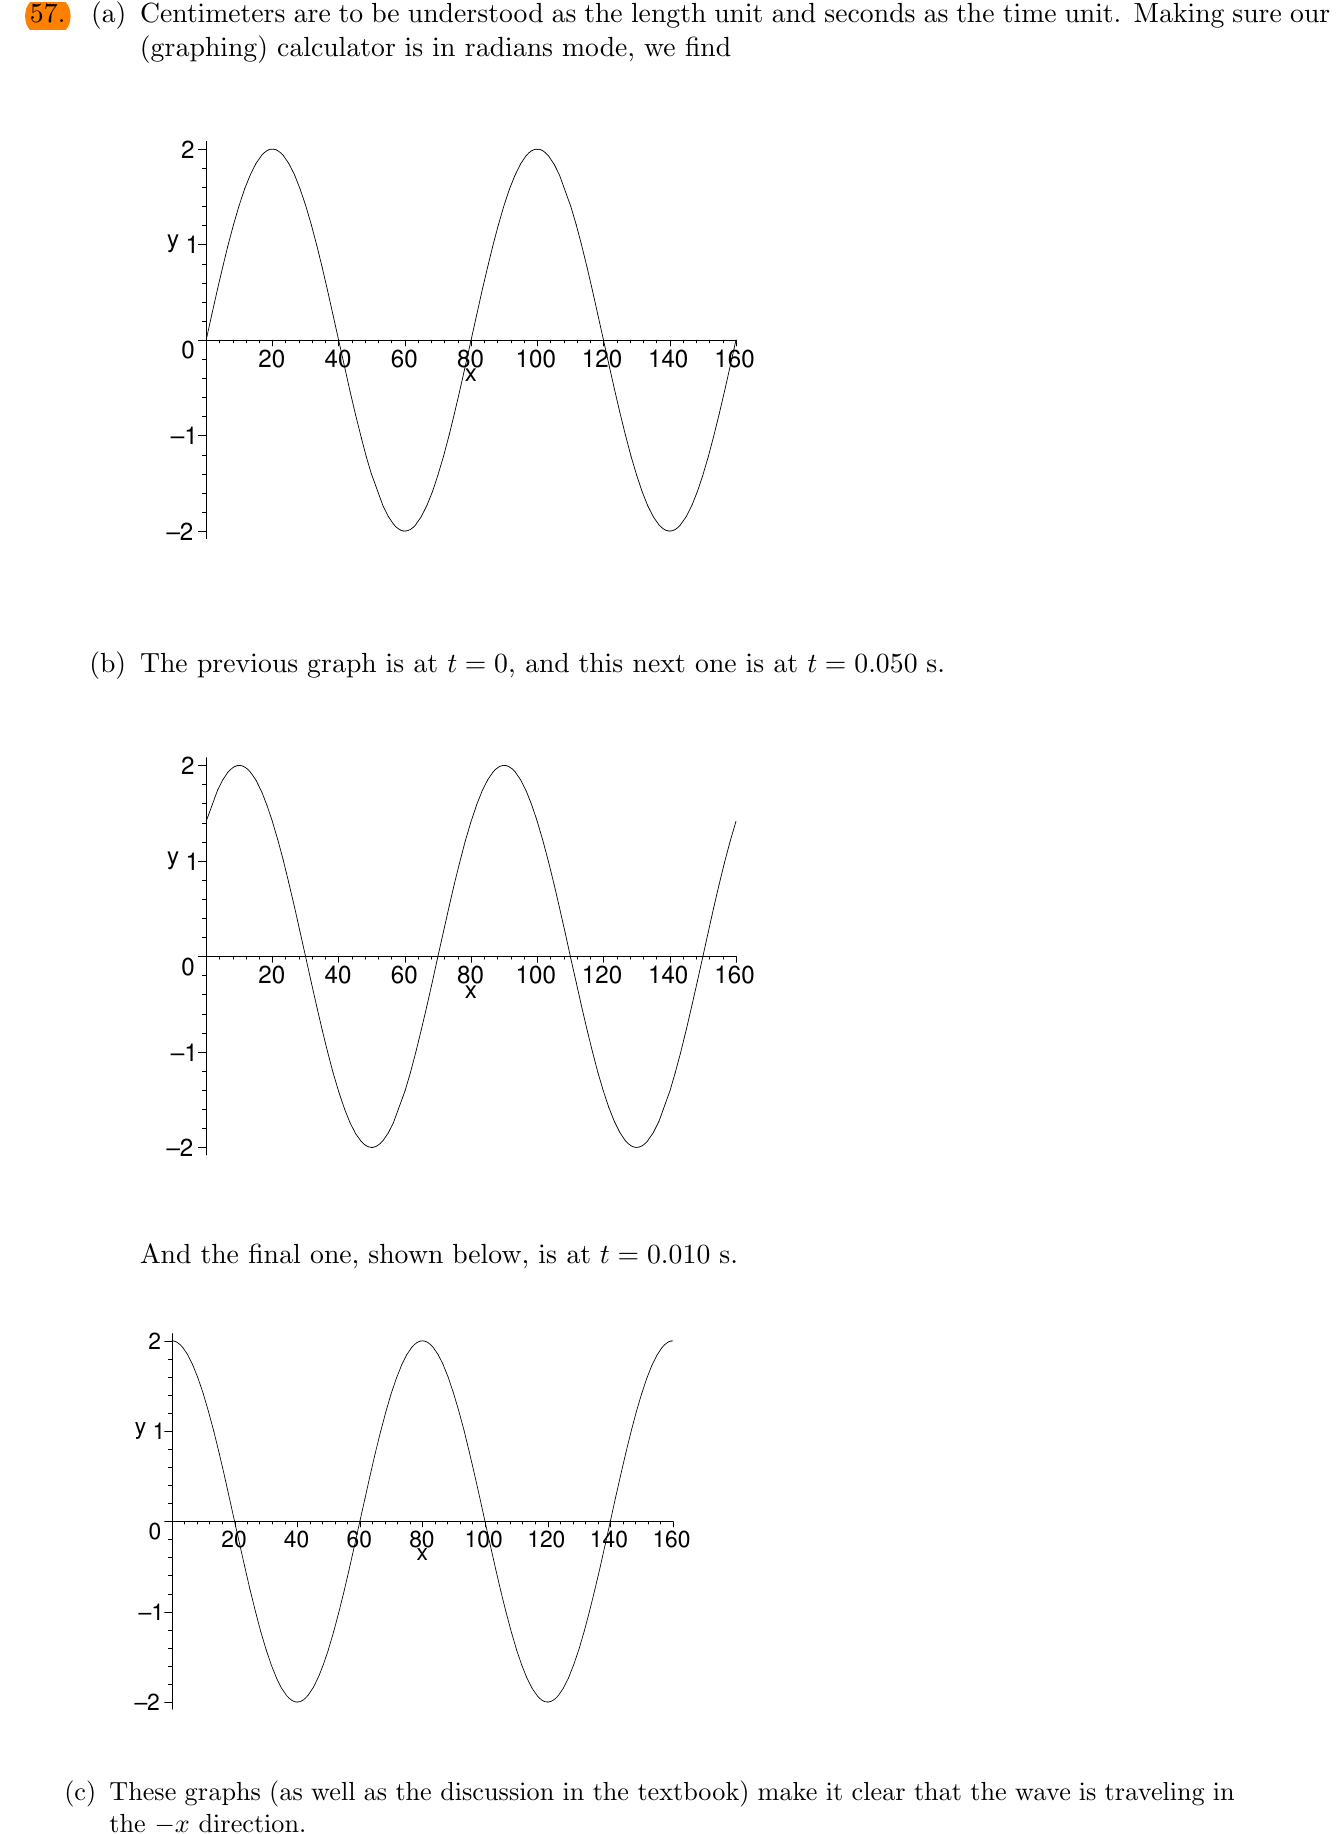 57. (a) Centimeters are to be understood as the length unit and seconds as the time unit. Making sure our
(graphing) calculator is in radians mode, we find
2
y 1
0
20 40 60 80 100 120 140 160
x
–1
–2
(b) The previous graph is at t = 0, and this next one is at t = 0.050 s.
2
y 1
0
20 40 60 80 100 120 140 160
x
–1
–2
And the final one, shown below, is at t = 0.010 s.
2
y 1
0
20 40 60 80 100 120 140 160
x
–1
–2
(c) These graphs (as well as the discussion in the textbook) make it clear that the wave is traveling in
the −x direction.